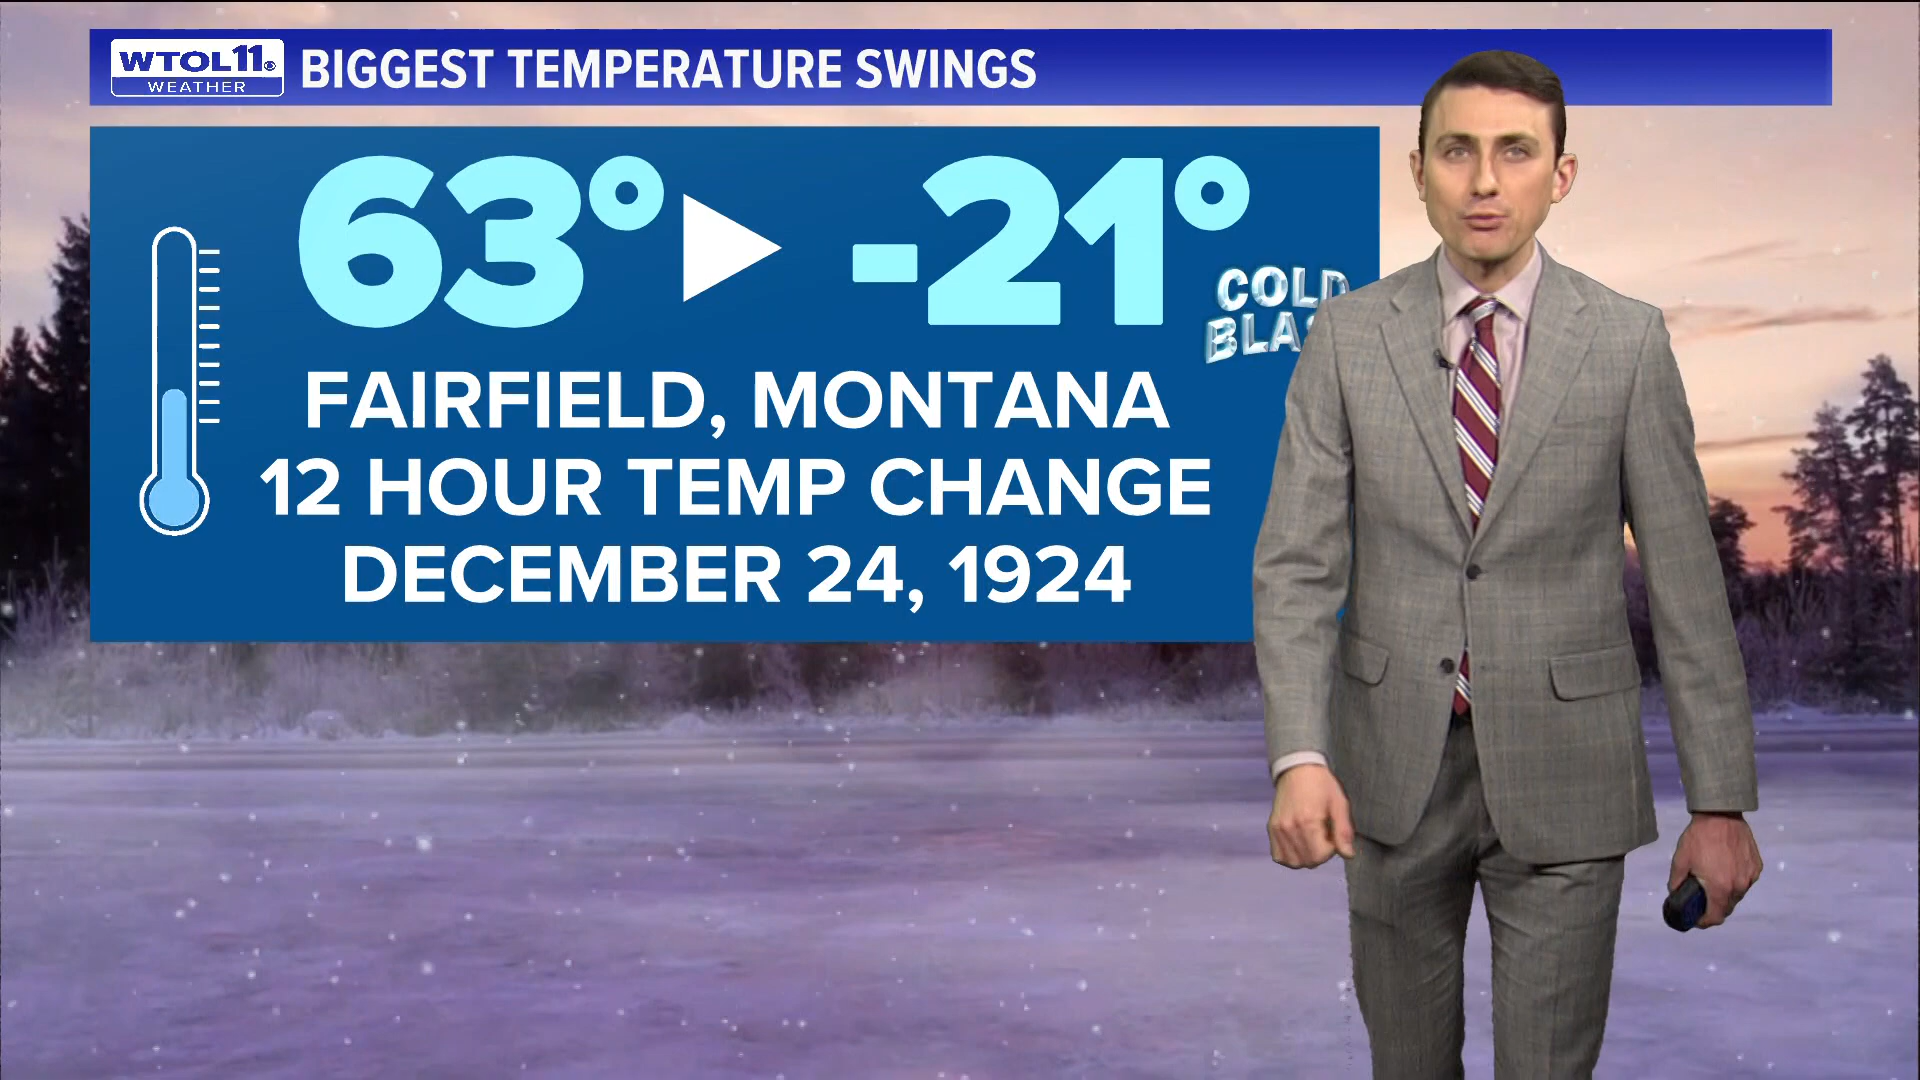 WTOL11
WEATHER
BIGGEST TEMPERATURE SWINGS
63° -21°
COLD
FAIRFIELD, MONTANA
12 HOUR TEMP CHANGE
DECEMBER 24, 1924